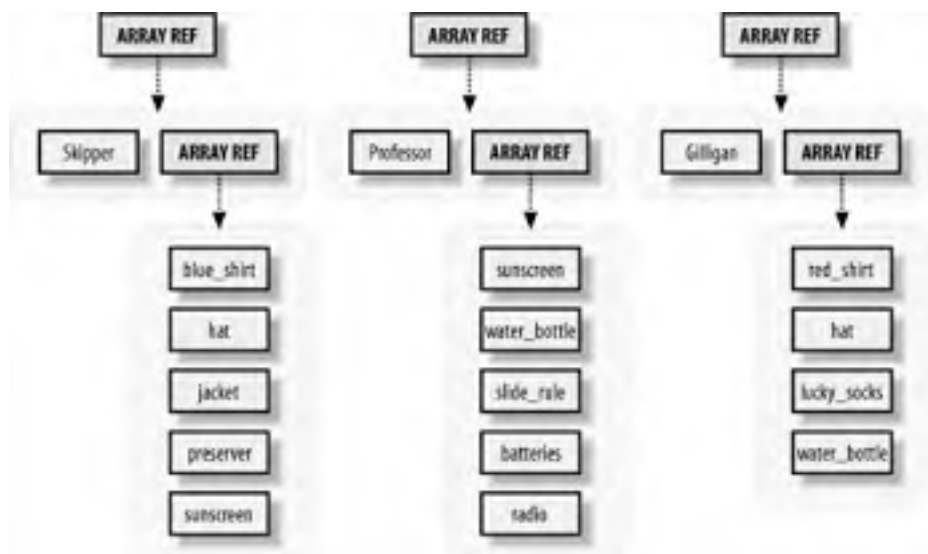 ARRAY REF ARRAY REF ARRAY REF
Skipper ARRAY REF Professor ARRAY REF Gilligan ARRAY REF
blue_shirt sunscreen red_shirt
hat water_bottle hat
jacket slide_rule lucky_socks
preserver batteries water_bottle
sunscreen radio